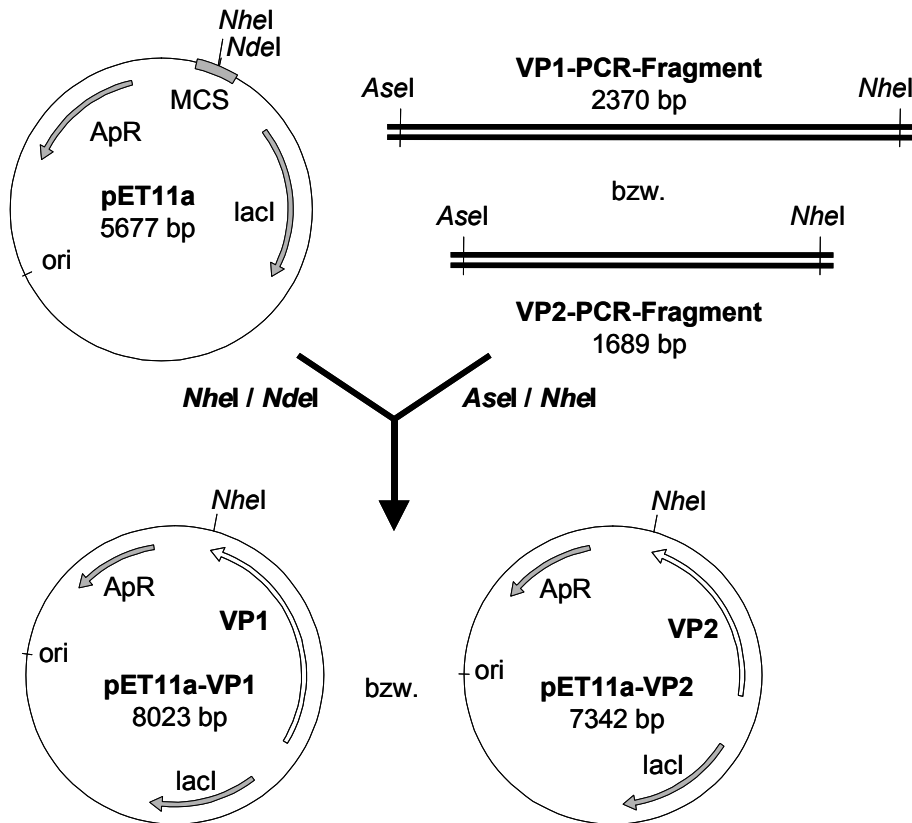 NheI
NdeI
MCS
ApR
pET11a
5677 bp
lacI
ori
VP1-PCR-Fragment
2370 bp
AseI
NheI
bzw.
AseI
NheI
VP2-PCR-Fragment
1689 bp
NheI / NdeI
AseI / NheI
NheI
ApR
VP1
ori
pET11a-VP1
8023 bp
lacI
bzw.
NheI
ApR
VP2
ori
pET11a-VP2
7342 bp
lacI